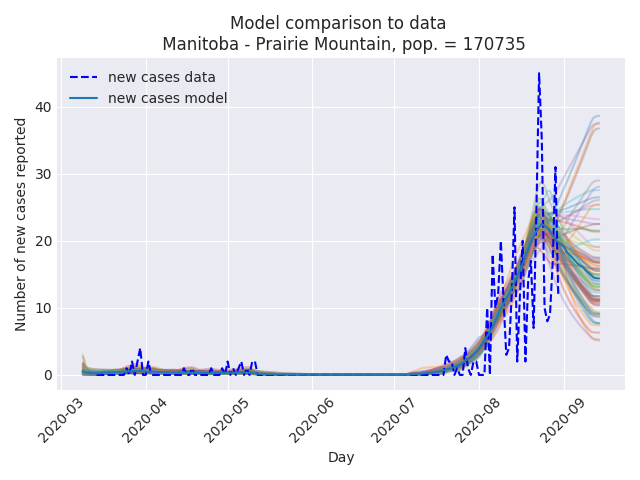 Model comparison to data
Manitoba - Prairie Mountain, pop. = 170735
new cases data
new cases model
Number of new cases reported
40
30
20
10
0
2020-03
2020-04
2020-05
2020-06
2020-07
2020-08
2020-09
Day